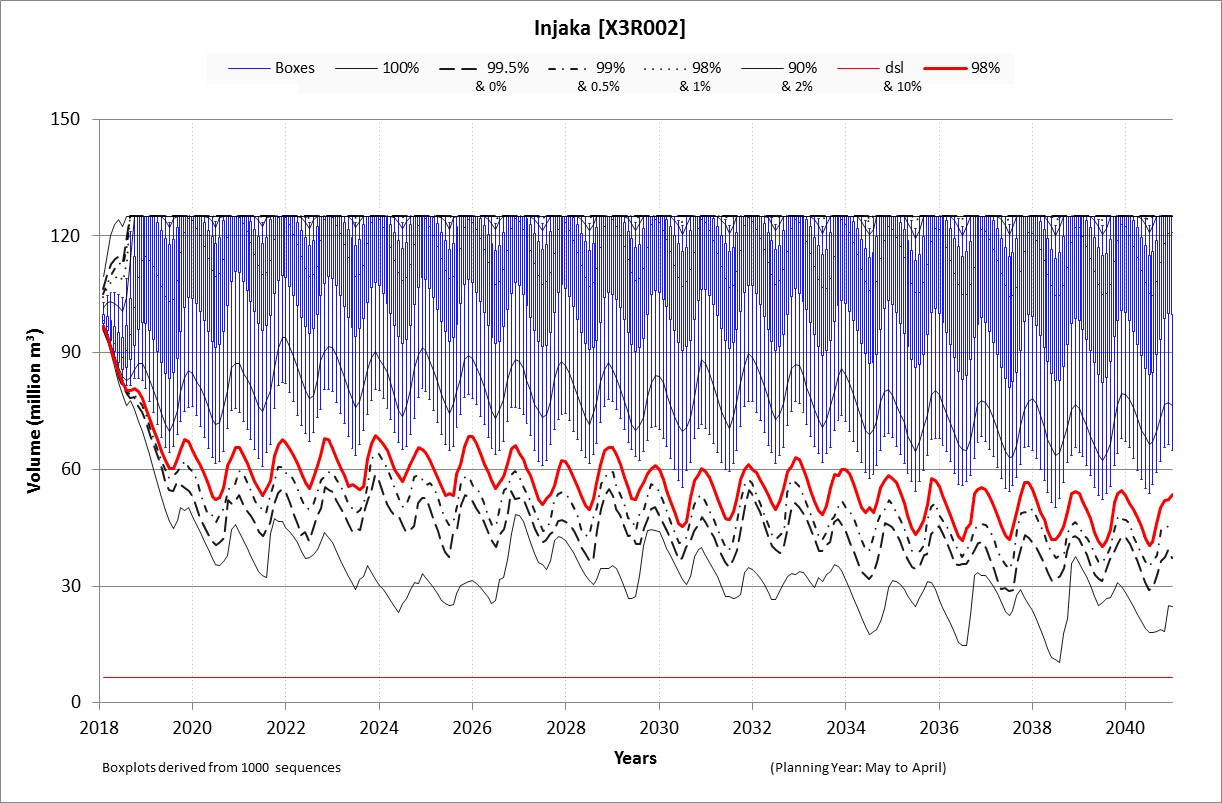 Injaka [X3R002]
Boxes 100% 99.5% 99% 98% 90% dsl 98%
& 0% & 0.5% & 1% & 2% & 10%
150
120
90
60
30
0
Volume (million m³)
2018 2020 2022 2024 2026 2028 2030 2032 2034 2036 2038 2040
Years
Boxplots derived from 1000 sequences (Planning Year: May to April)